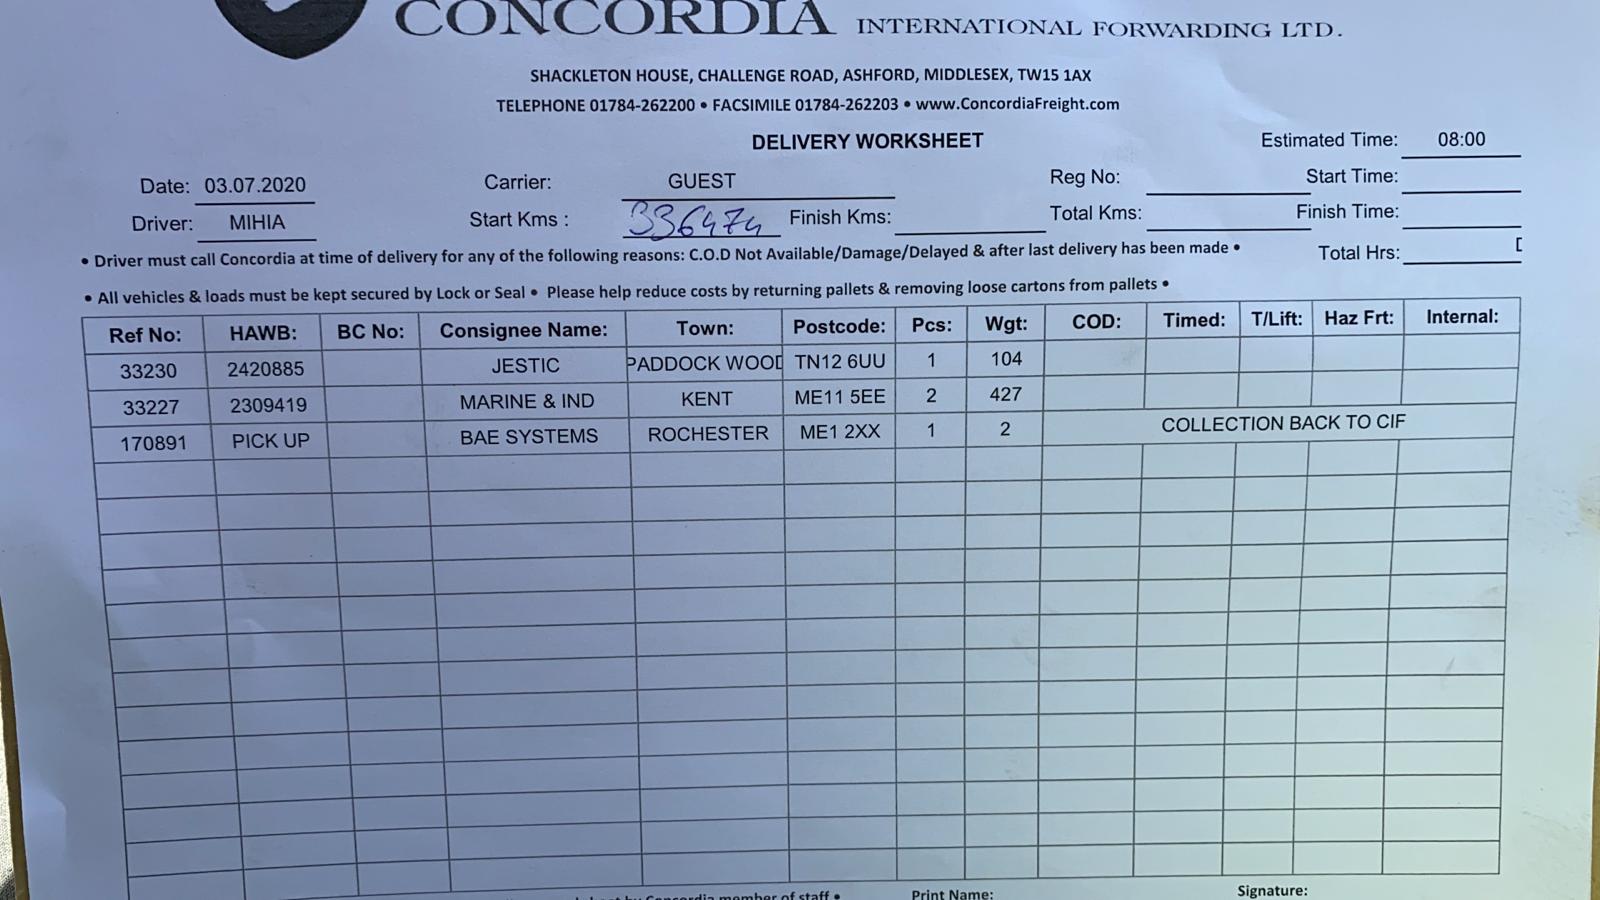 CONCORDIA INTERNATIONAL FORWARDING LTD.
SHACKLETON HOUSE, CHALLENGE ROAD, ASHFORD, MIDDLESEX, TW15 1AX
TELEPHONE 01784-262200 • FACSIMILE 01784-262203 • www.ConcordiaFreight.com
DELIVERY WORKSHEET Estimated Time: 08:00
Date: 03.07.2020 Carrier: GUEST Reg No: Start Time:
Driver: MIHIA Start Kms : 336474 Finish Kms: Total Kms: Finish Time:
• Driver must call Concordia at time of delivery for any of the following reasons: C.O.D Not Available/Damage/Delayed & after last delivery has been made • Total Hrs:
• All vehicles & loads must be kept secured by Lock or Seal • Please help reduce costs by returning pallets & removing loose cartons from pallets •
Ref No: HAWB: BC No: Consignee Name: Town: Postcode: Pcs: Wgt: COD: Timed: T/Lift: Haz Frt: Internal:
33230 2420885 JESTIC PADDOCK WOOD TN12 6UU 1 104
33227 2309419 MARINE & IND KENT ME11 5EE 2 427
170891 PICK UP BAE SYSTEMS ROCHESTER ME1 2XX 1 2 COLLECTION BACK TO CIF
by Concordia member of staff • Print Name: Signature: